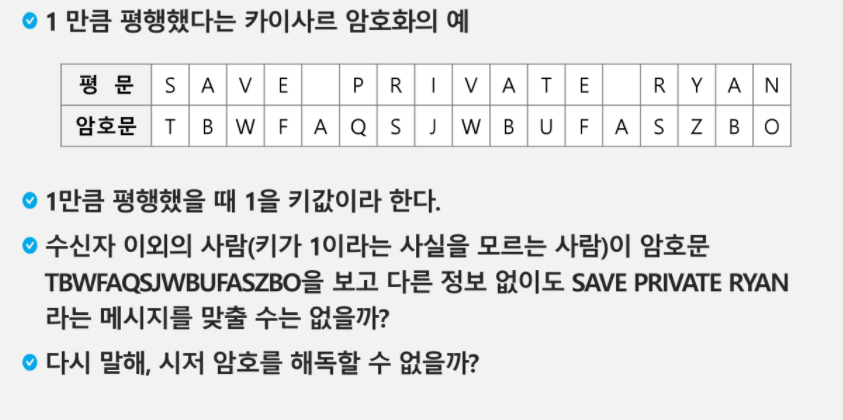 1 만큼 평행했다는 카이사르 암호화의 예
평 문 S A V E P R I V A T E R Y A N
암호문 T B W F A Q S J W B U F A S Z B O
1만큼 평행했을 때 1을 키값이라 한다.
수신자 이외의 사람(키가 1이라는 사실을 모르는 사람)이 암호문
TBWFAQSJWBUFASZBO을 보고 다른 정보 없이도 SAVE PRIVATE RYAN
라는 메시지를 맞출 수는 없을까?
다시 말해, 시저 암호를 해독할 수 없을까?